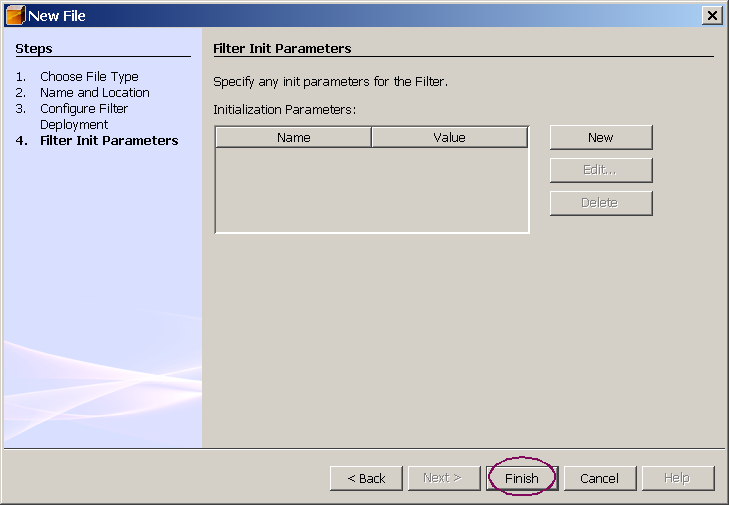 New File
Steps
1. Choose File Type
2. Name and Location
3. Configure Filter
Deployment
4. Filter Init Parameters
Filter Init Parameters
Specify any init parameters for the Filter.
Initialization Parameters:
Name Value
New
Edit...
Delete
< Back Next > Finish Cancel Help